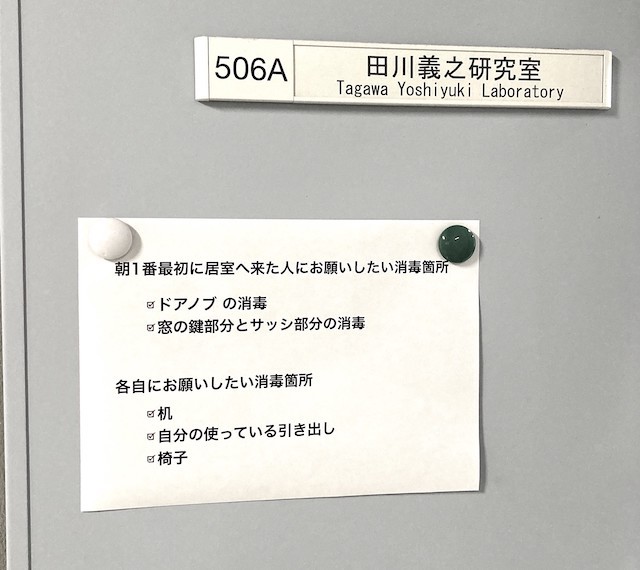 506A
田川義之研究室
Tagawa Yoshiyuki Laboratory
朝1番最初に居室へ来た人にお願いしたい消毒箇所
☑ドアノブ の消毒
☑窓の鍵部分とサッシ部分の消毒
各自にお願いしたい消毒箇所
☑机
☑自分の使っている引き出し
☑椅子